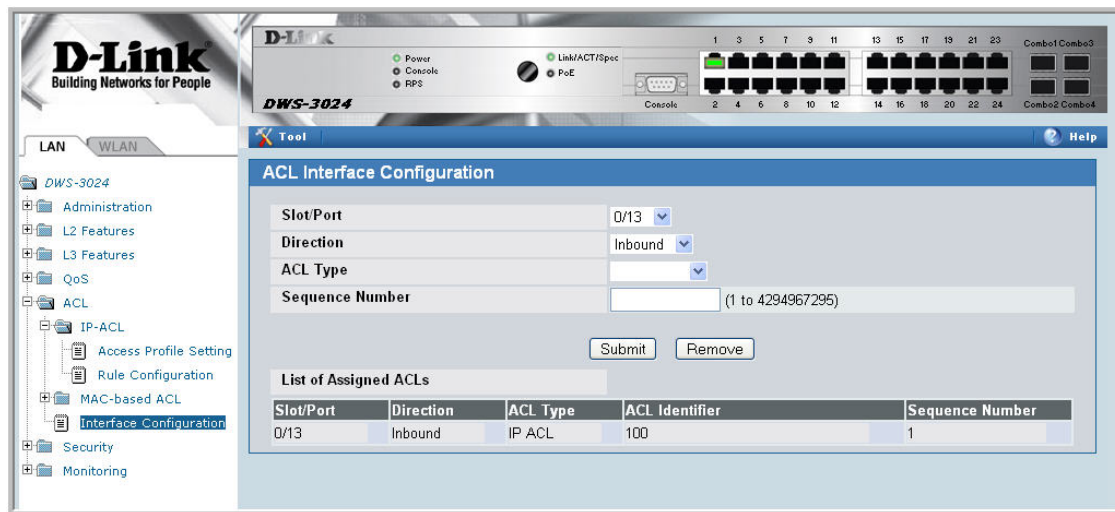 D-Link
Building Networks for People
D-Link
Power
Console
RPS
Link/ACT/Spec
PoE
DWS-3024
Console
1 3 5 7 9 11 13 15 17 19 21 23
Combo1 Combo3
2 4 6 8 10 12 14 16 18 20 22 24
Combo2 Combo4
LAN
WLAN
Tool
Help
DWS-3024
Administration
L2 Features
L3 Features
QoS
ACL
IP-ACL
Access Profile Setting
Rule Configuration
MAC-based ACL
Interface Configuration
Security
Monitoring
ACL Interface Configuration
Slot/Port 0/13
Direction Inbound
ACL Type
Sequence Number (1 to 4294967295)
Submit Remove
List of Assigned ACLs
Slot/Port Direction ACL Type ACL Identifier Sequence Number
0/13 Inbound IP ACL 100 1